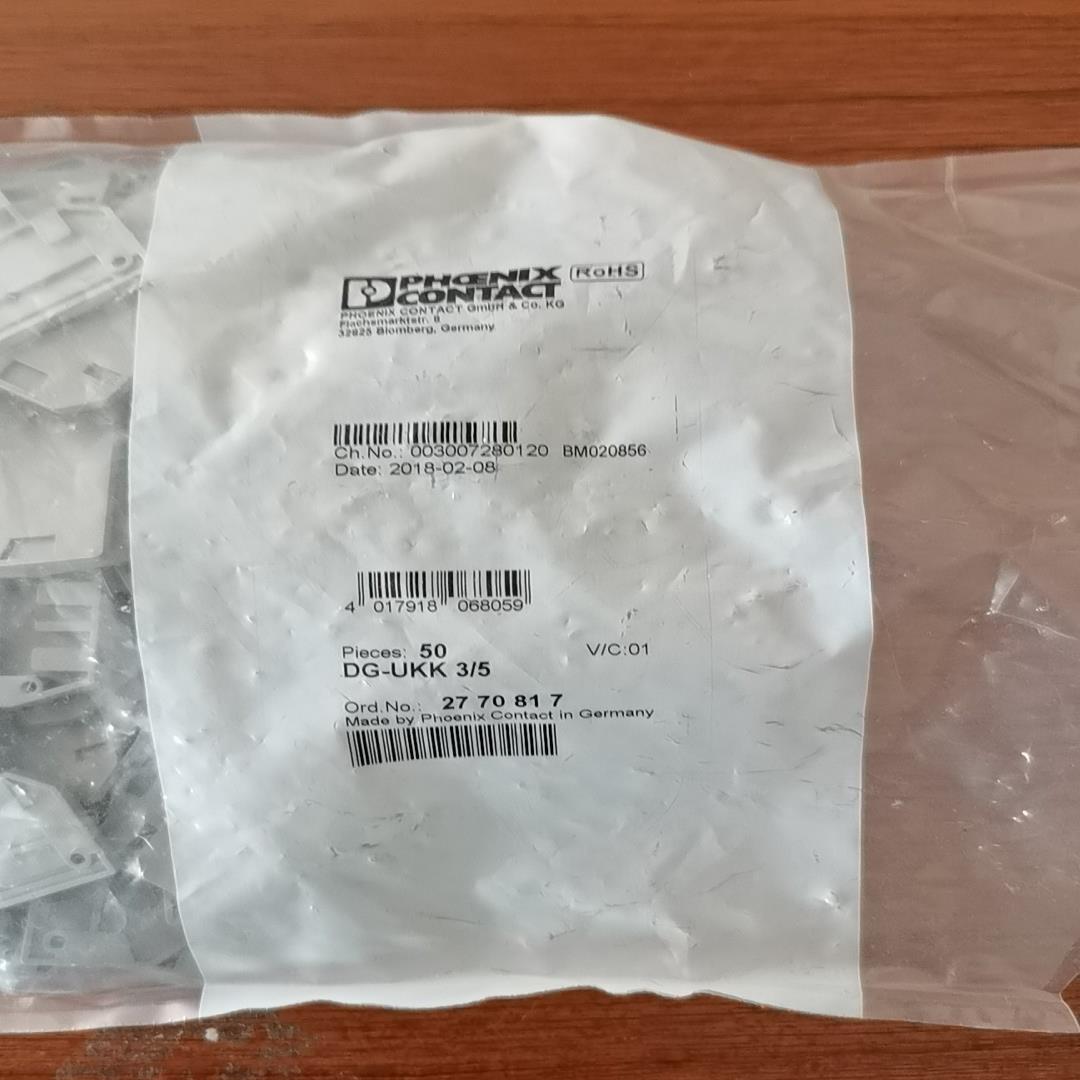 PHŒNIX
CONTACT
RoHS
PHOENIX CONTACT GmbH & Co. KG
Flachsmarktstr. 8
32825 Blomberg, Germany
Ch.No.: 003007280120 BM020856
Date: 2018-02-08
4 017918 068059
Pieces: 50 V/C:01
DG-UKK 3/5
Ord.No.: 27 70 81 7
Made by Phoenix Contact in Germany